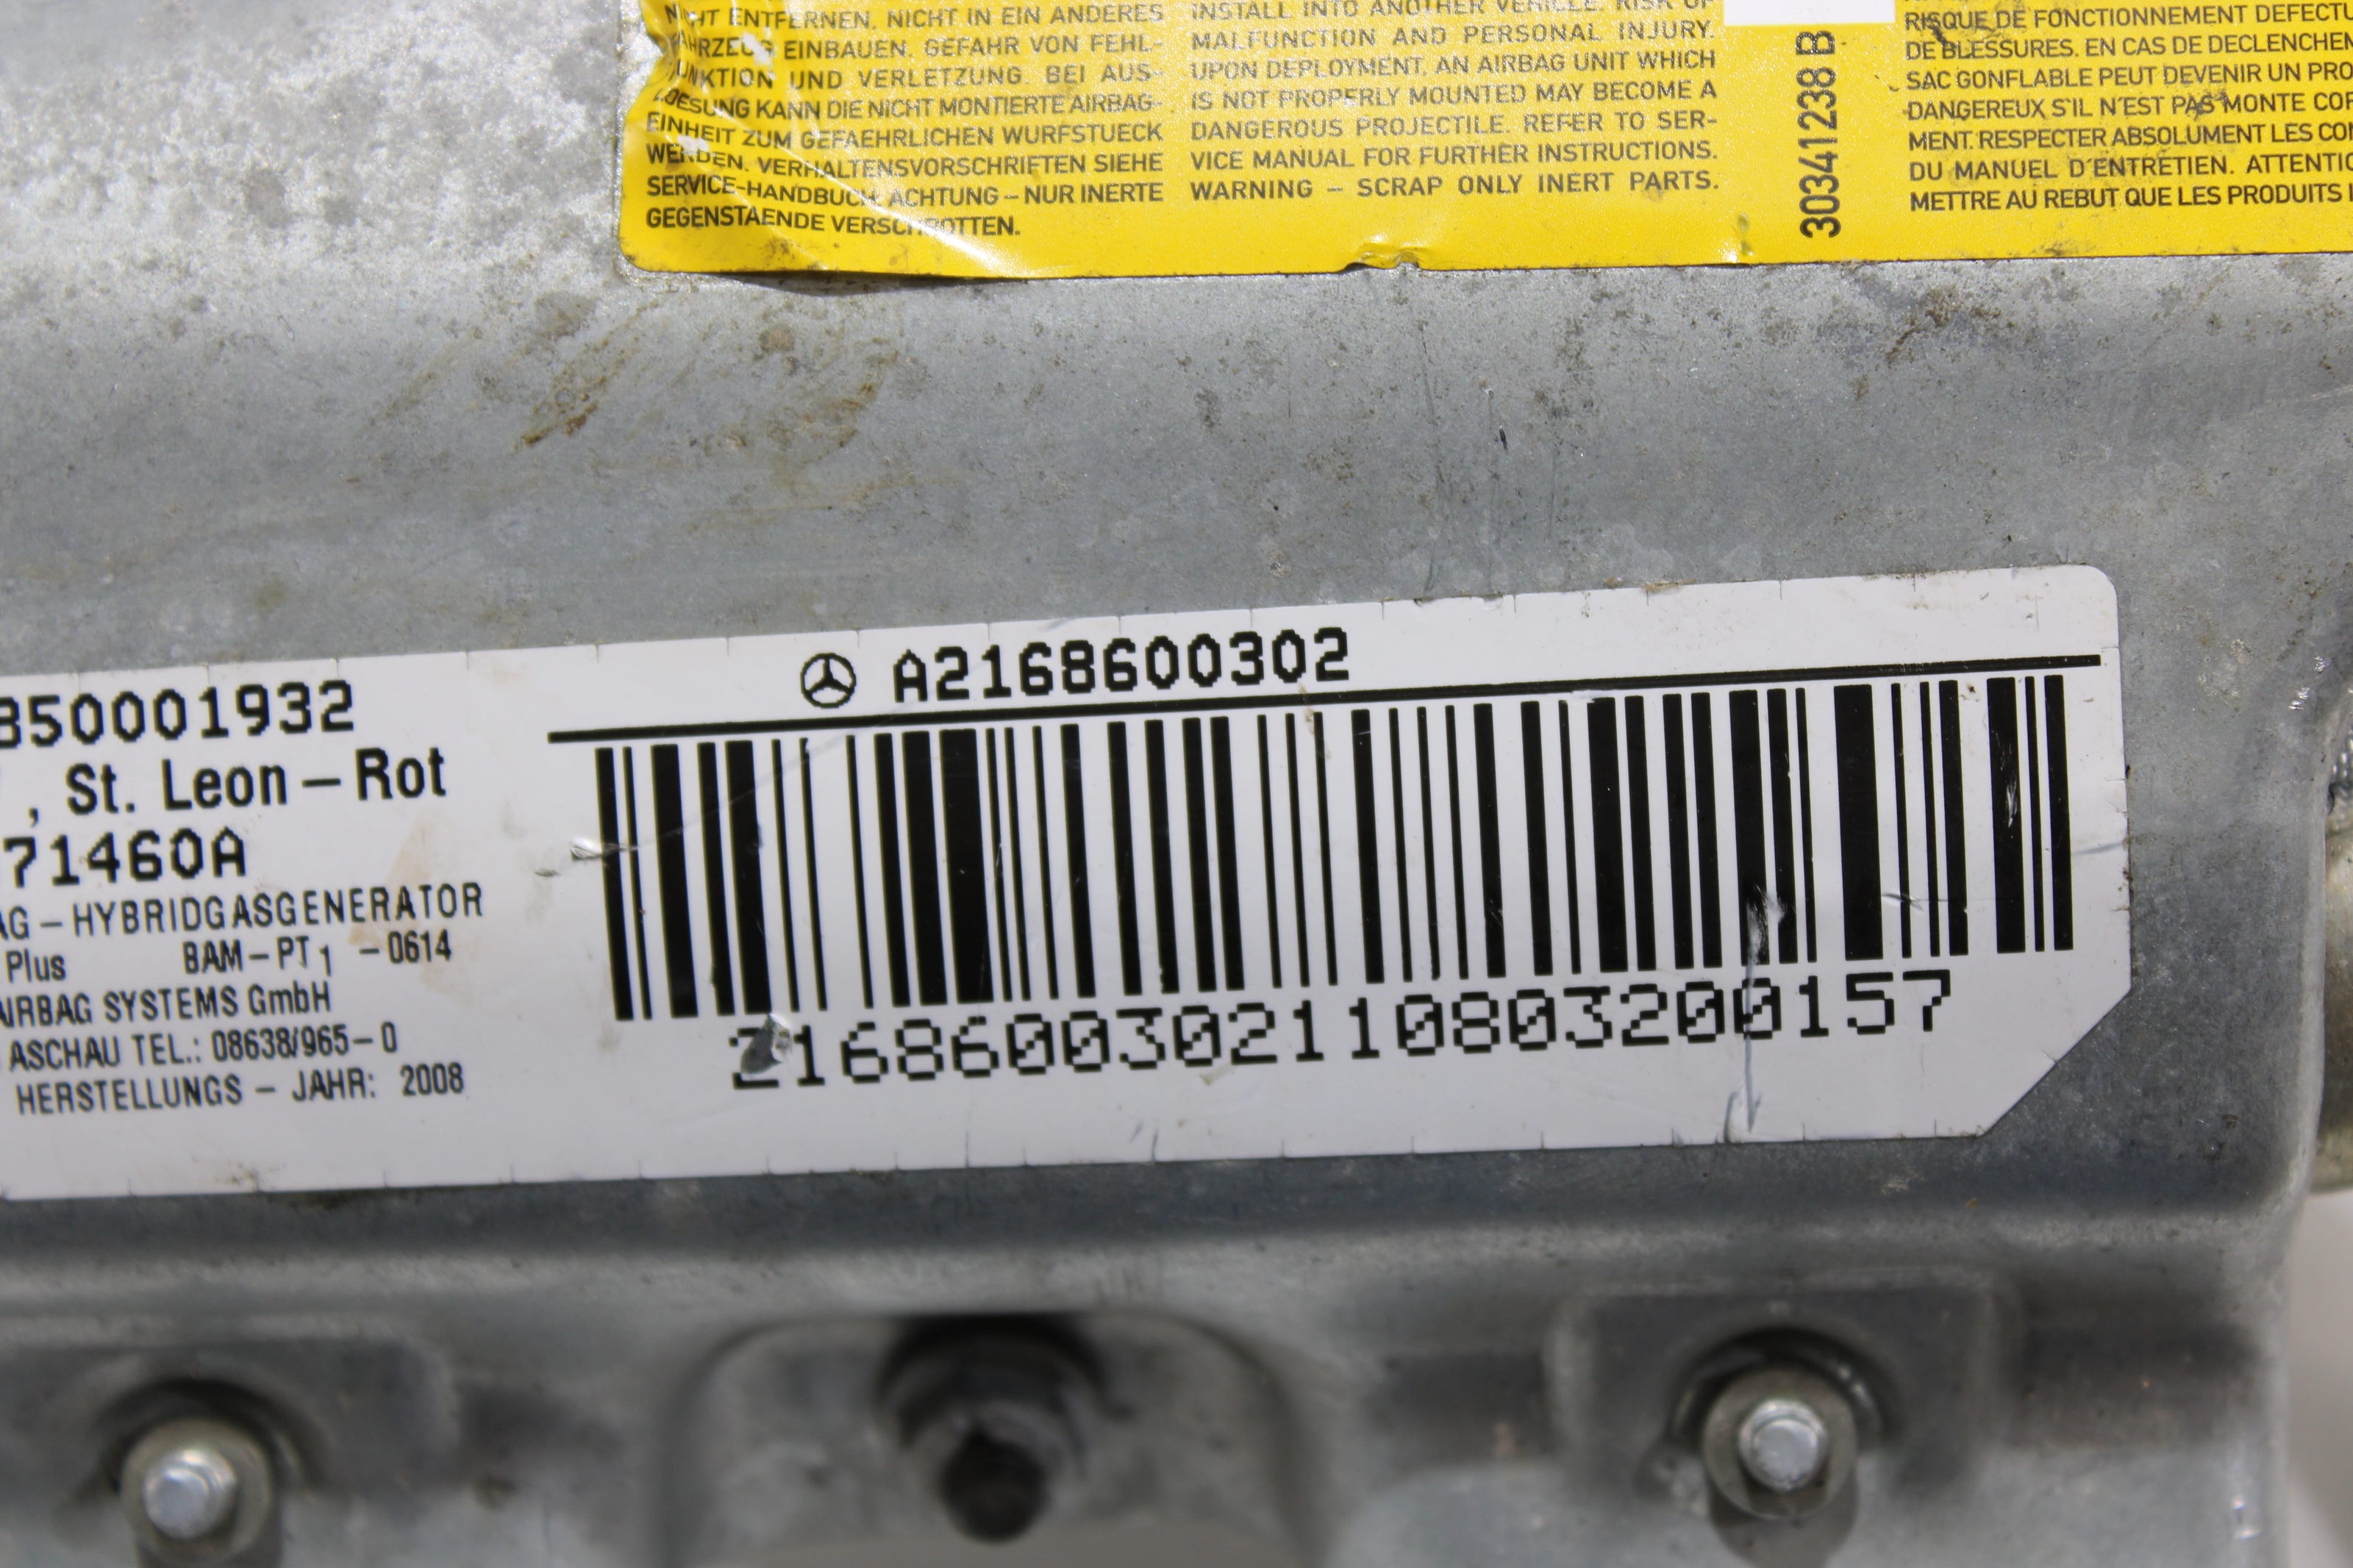 NICHT ENTFERNEN. NICHT IN EIN ANDERES
FAHRZEUG EINBAUEN. GEFAHR VON FEHL-
FUNKTION UND VERLETZUNG. BEI AUS-
LOESUNG KANN DIE NICHT MONTIERTE AIRBAG-
EINHEIT ZUM GEFAEHRLICHEN WURFSTUECK
WERDEN. VERHALTENSVORSCHRIFTEN SIEHE
SERVICE-HANDBUCH. ACHTUNG – NUR INERTE
GEGENSTAENDE VERSCHROTTEN.
INSTALL INTO ANOTHER VEHICLE. RISK OF
MALFUNCTION AND PERSONAL INJURY.
UPON DEPLOYMENT, AN AIRBAG UNIT WHICH
IS NOT PROPERLY MOUNTED MAY BECOME A
DANGEROUS PROJECTILE. REFER TO SER-
VICE MANUAL FOR FURTHER INSTRUCTIONS.
WARNING – SCRAP ONLY INERT PARTS.
30341238 B
RISQUE DE FONCTIONNEMENT DEFECTU
DE BLESSURES. EN CAS DE DECLENCHEM
SAC GONFLABLE PEUT DEVENIR UN PRO
DANGEREUX S'IL N'EST PAS MONTE COR
MENT. RESPECTER ABSOLUMENT LES CON
DU MANUEL D'ENTRETIEN. ATTENTIO
METTRE AU REBUT QUE LES PRODUITS I
850001932
, St. Leon – Rot
71460A
AG – HYBRIDGASGENERATOR
Plus BAM – PT1 – 0614
AIRBAG SYSTEMS GmbH
ASCHAU TEL.: 08638/965 – 0
HERSTELLUNGS – JAHR: 2008
A2168600302
2168600302110803200157